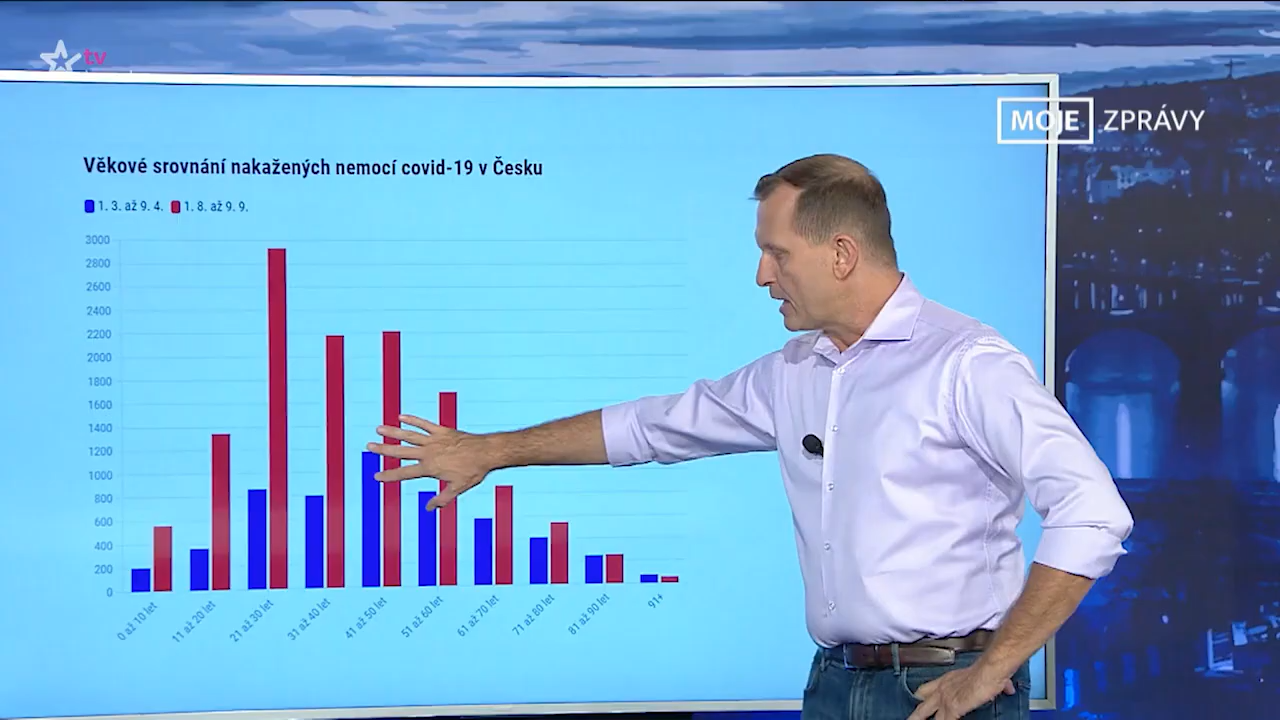 tv
MOJE ZPRÁVY
Věkové srovnání nakažených nemocí covid-19 v Česku
1. 3. až 9. 4. 1. 8. až 9. 9.
3000
2800
2600
2400
2200
2000
1800
1600
1400
1200
1000
800
600
400
200
0
0 až 10 let
11 až 20 let
21 až 30 let
31 až 40 let
41 až 50 let
51 až 60 let
61 až 70 let
71 až 80 let
81 až 90 let
91+